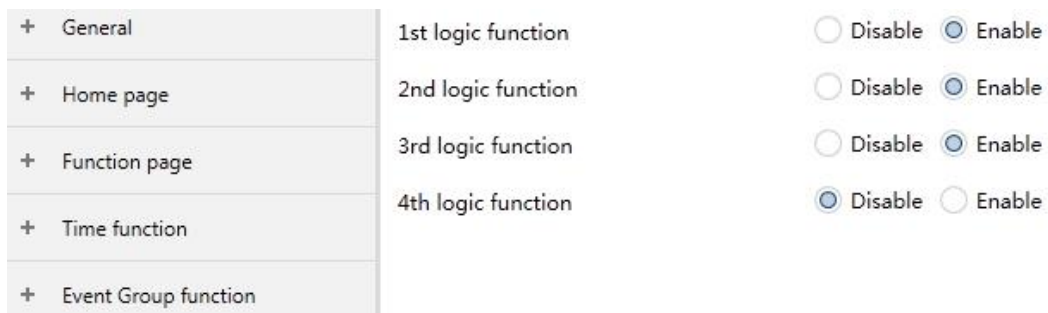 General
Home page
Function page
Time function
Event Group function
1st logic function Disable Enable
2nd logic function Disable Enable
3rd logic function Disable Enable
4th logic function Disable Enable